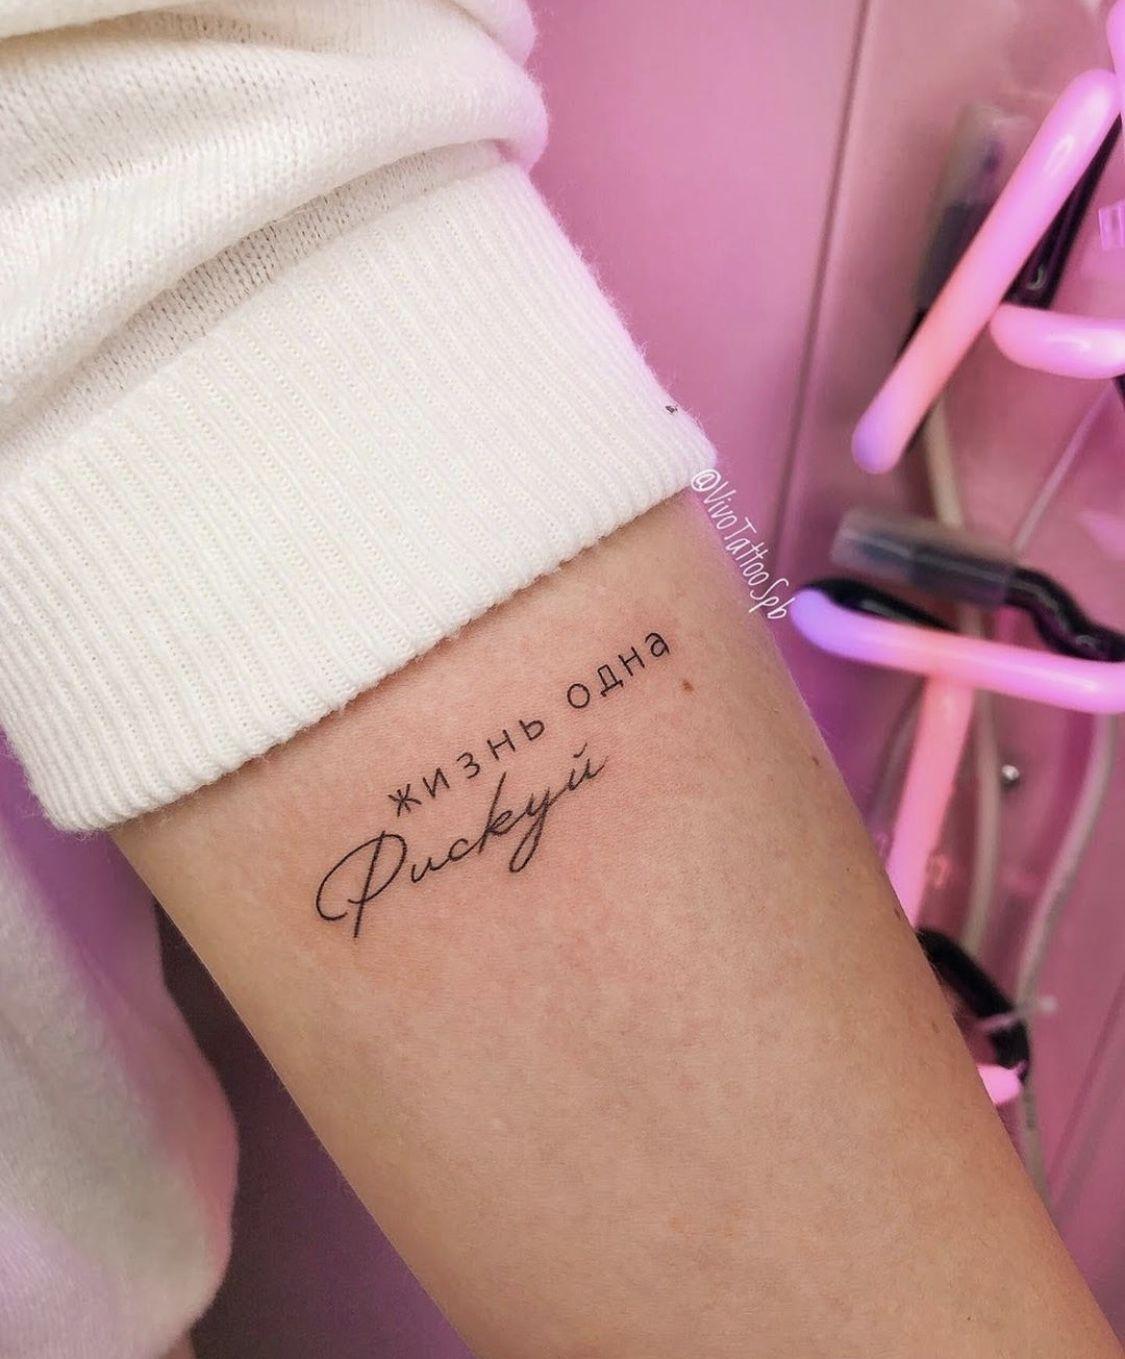 @VivoTattooSpb
жизнь одна
Рискуй